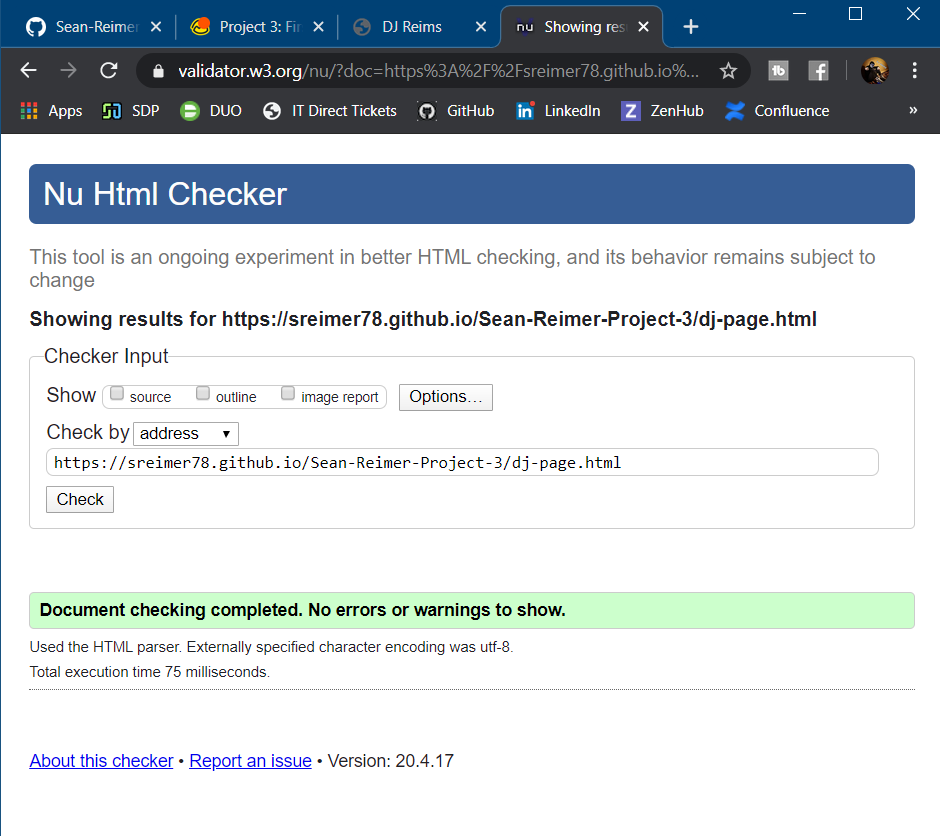 Sean-Reimer
Project 3: Fir
DJ Reims
nu Showing res
validator.w3.org/nu/?doc=https%3A%2F%2Fsreimer78.github.io%...
tb f
Apps SDP DUO IT Direct Tickets GitHub in LinkedIn Z ZenHub Confluence »
Nu Html Checker
This tool is an ongoing experiment in better HTML checking, and its behavior remains subject to
change
Showing results for https://sreimer78.github.io/Sean-Reimer-Project-3/dj-page.html
Checker Input
Show source outline image report Options...
Check by address
https://sreimer78.github.io/Sean-Reimer-Project-3/dj-page.html
Check
Document checking completed. No errors or warnings to show.
Used the HTML parser. Externally specified character encoding was utf-8.
Total execution time 75 milliseconds.
About this checker • Report an issue • Version: 20.4.17